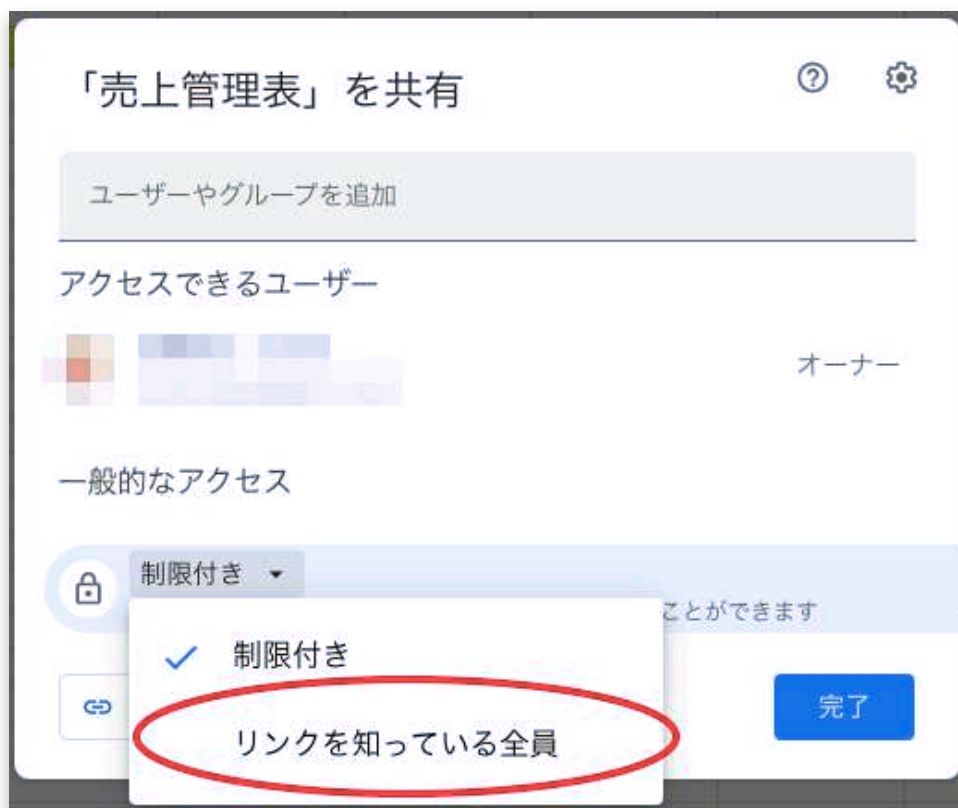 「売上管理表」を共有
ユーザーやグループを追加
アクセスできるユーザー
オーナー
一般的なアクセス
制限付き
ことができます
制限付き
リンクを知っている全員
完了